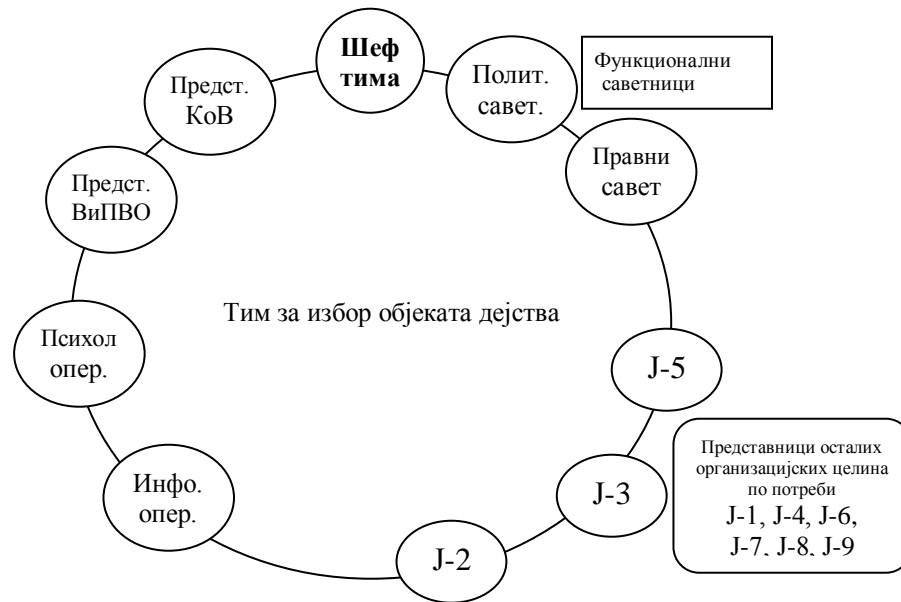 Шеф
тима
Полит.
савет.
Функционални
саветници
Правни
савет
Предст.
КоВ
Предст.
ВиПВО
Тим за избор објеката дејства
Психол
опер.
Инфо.
опер.
Ј-2
Ј-3
Ј-5
Представници осталих
организацијских целина
по потреби
Ј-1, Ј-4, Ј-6,
Ј-7, Ј-8, Ј-9